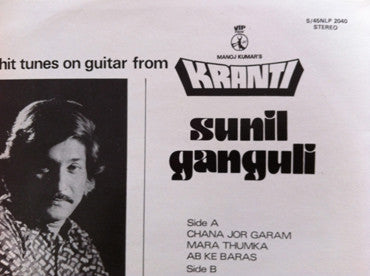 VIP
S/45NLP 2040
STEREO
MANOJ KUMAR'S
hit tunes on guitar from KRANTI
sunil
ganguli
Side A
CHANA JOR GARAM
MARA THUMKA
AB KE BARAS
Side B